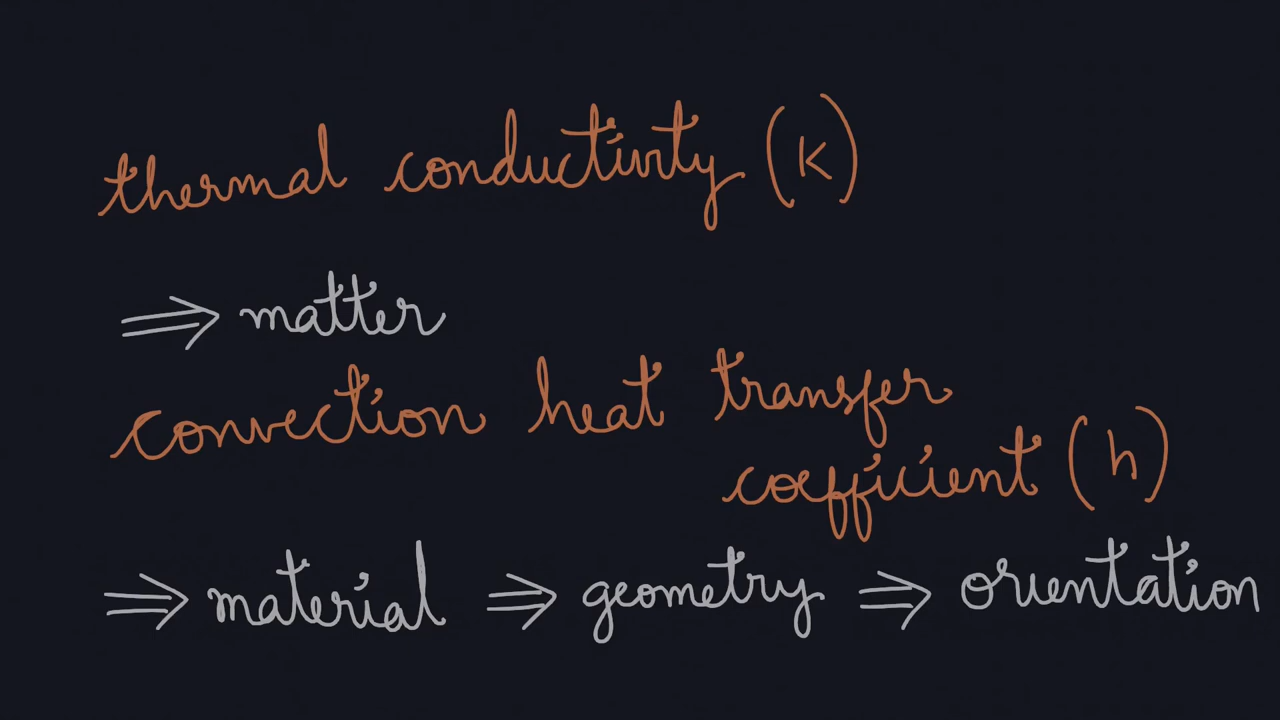 thermal conductivity (K)
⇒ matter
convection heat transfer
coefficient (h)
⇒ material ⇒ geometry ⇒ orientation